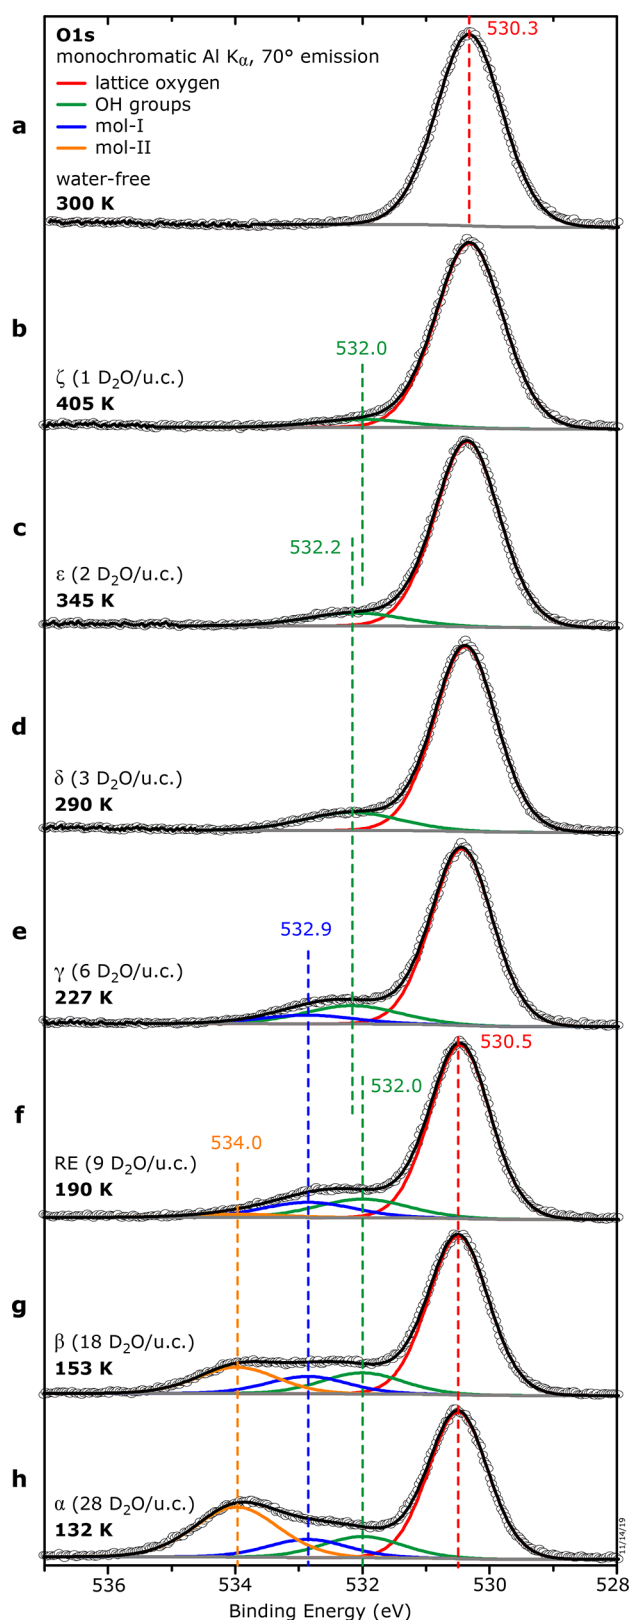 O1s
monochromatic Al Kα, 70° emission
lattice oxygen
OH groups
mol-I
mol-II
530.3
a
water-free
300 K
b
532.0
ζ (1 D₂O/u.c.)
405 K
c
532.2
ε (2 D₂O/u.c.)
345 K
d
δ (3 D₂O/u.c.)
290 K
e
532.9
γ (6 D₂O/u.c.)
227 K
530.5
f
532.0
534.0
RE (9 D₂O/u.c.)
190 K
g
β (18 D₂O/u.c.)
153 K
h
α (28 D₂O/u.c.)
132 K
11/14/19
536 534 532 530 528
Binding Energy (eV)